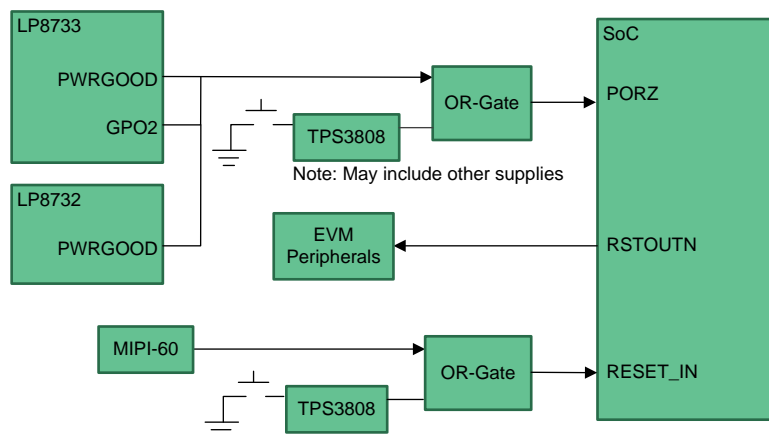 LP8733
PWRGOOD
GPO2
LP8732
PWRGOOD
OR-Gate
TPS3808
Note: May include other supplies
SoC
PORZ
EVM
Peripherals
RSTOUTN
MIPI-60
OR-Gate
TPS3808
RESET_IN